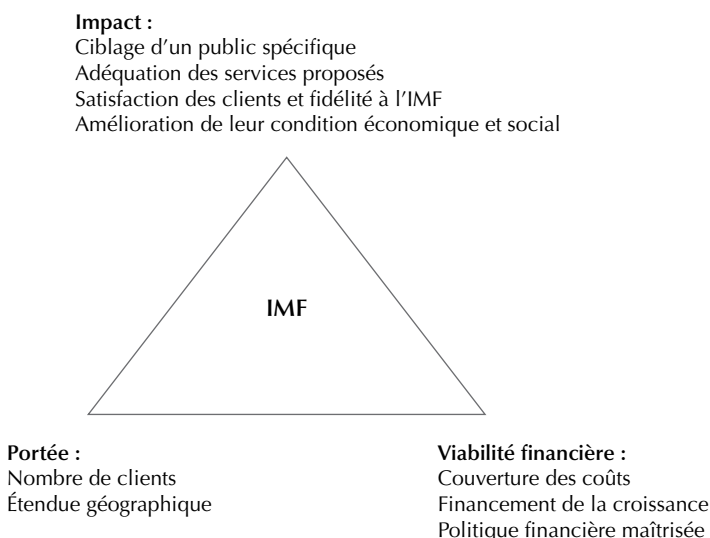 Impact :
Ciblage d'un public spécifique
Adéquation des services proposés
Satisfaction des clients et fidélité à l'IMF
Amélioration de leur condition économique et social
IMF
Portée :
Nombre de clients
Étendue géographique
Viabilité financière :
Couverture des coûts
Financement de la croissance
Politique financière maîtrisée